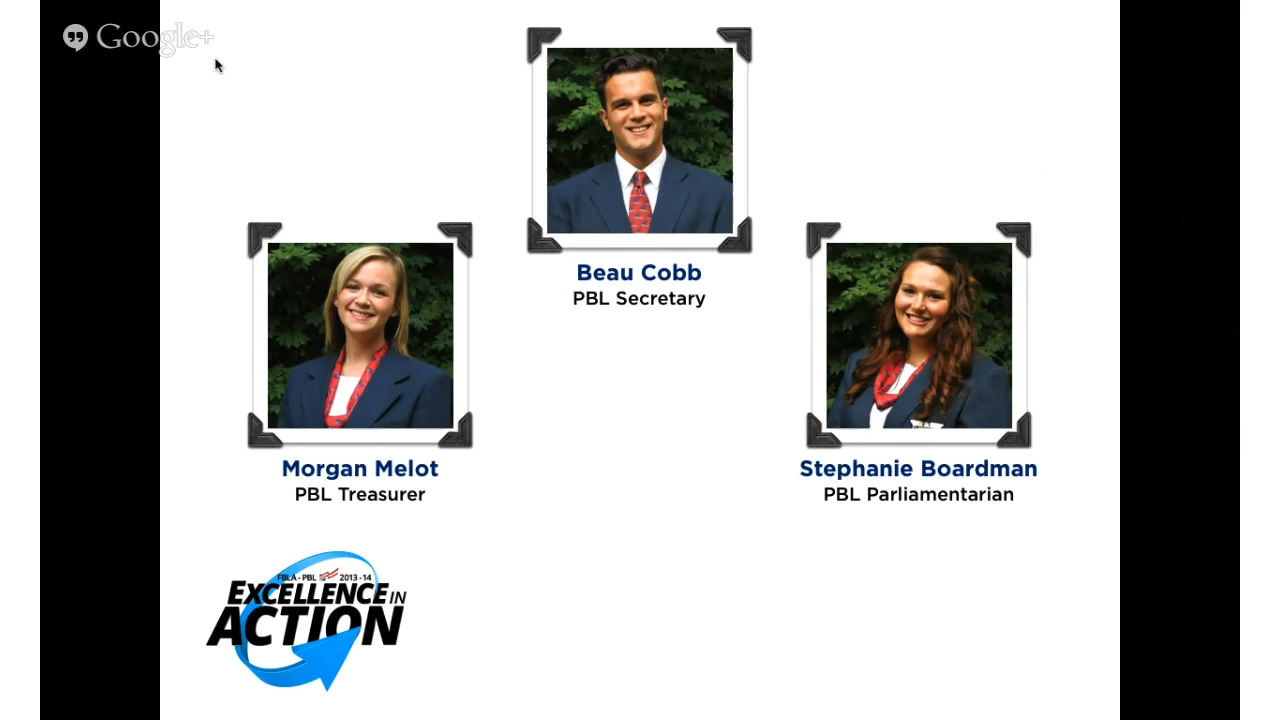 Google+
Beau Cobb
PBL Secretary
Morgan Melot
PBL Treasurer
Stephanie Boardman
PBL Parliamentarian
FBLA-PBL 2013-14
EXCELLENCE IN
ACTION